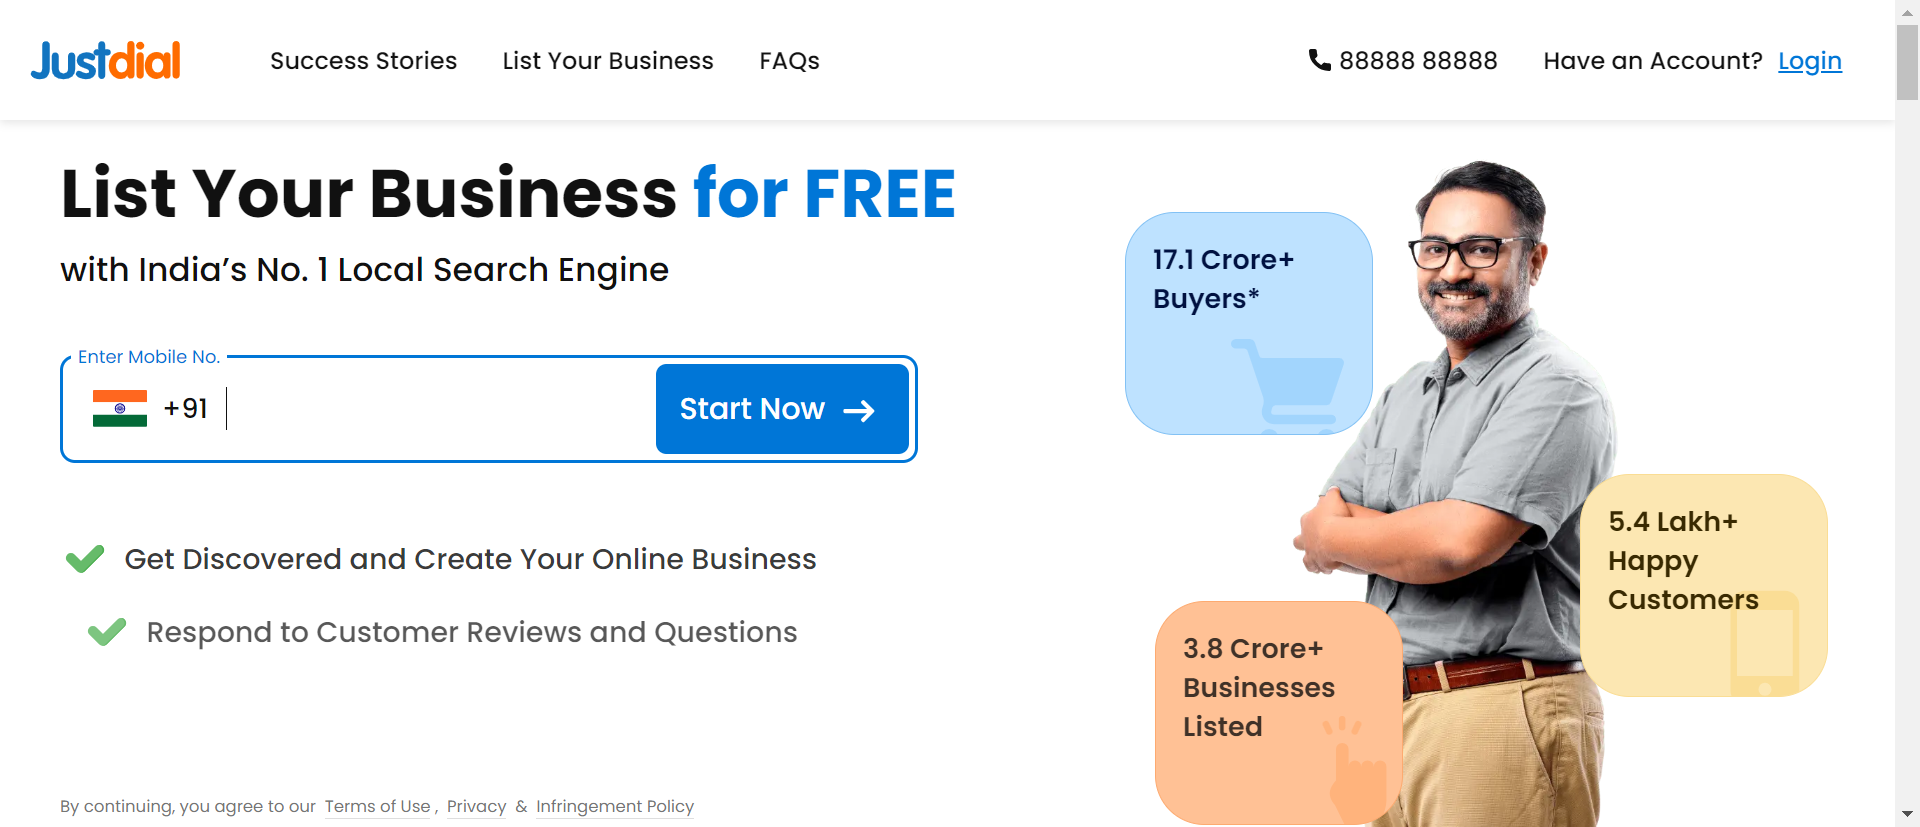 Justdial
Success Stories
List Your Business
FAQs
88888 88888
Have an Account? Login
List Your Business for FREE
with India's No. 1 Local Search Engine
Enter Mobile No.
+91
Start Now
Get Discovered and Create Your Online Business
Respond to Customer Reviews and Questions
By continuing, you agree to our Terms of Use , Privacy & Infringement Policy
17.1 Crore+
Buyers*
5.4 Lakh+
Happy
Customers
3.8 Crore+
Businesses
Listed